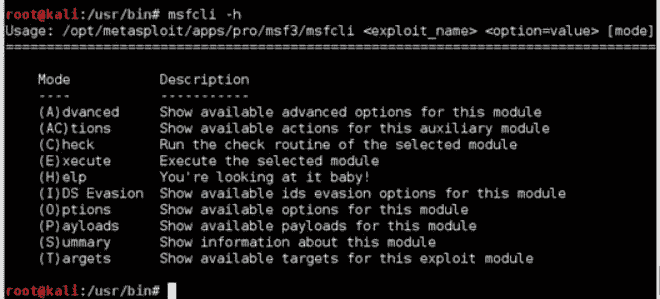 root@kali:/usr/bin# msfcli -h
Usage: /opt/metasploit/apps/pro/msf3/msfcli <exploit_name> <option=value> [mode]
================================================================================
Mode Description
---- -----------
(A)dvanced Show available advanced options for this module
(AC)tions Show available actions for this auxiliary module
(C)heck Run the check routine of the selected module
(E)xecute Execute the selected module
(H)elp You're looking at it baby!
(I)DS Evasion Show available ids evasion options for this module
(O)ptions Show available options for this module
(P)ayloads Show available payloads for this module
(S)ummary Show information about this module
(T)argets Show available targets for this exploit module
root@kali:/usr/bin#